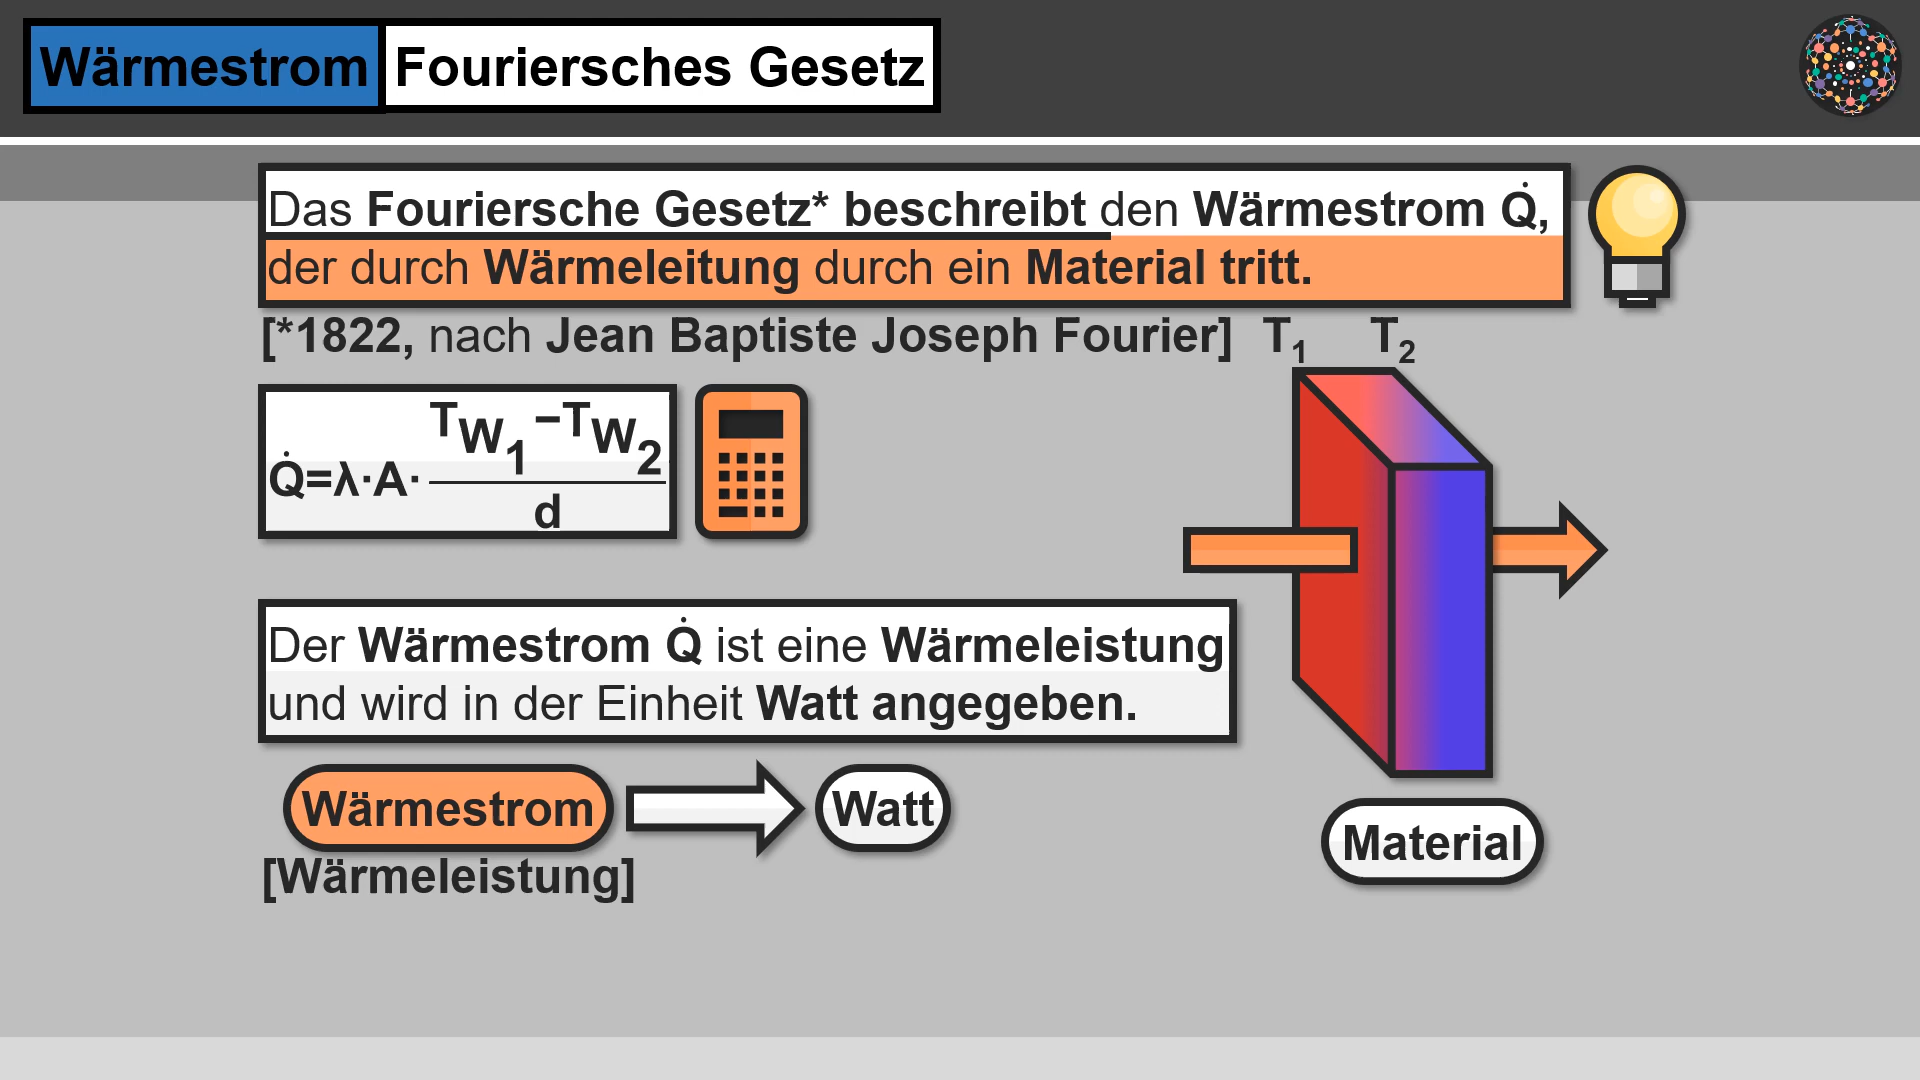 Wärmestrom Fouriersches Gesetz
Das Fouriersche Gesetz* beschreibt den Wärmestrom Q̇,
der durch Wärmeleitung durch ein Material tritt.
[*1822, nach Jean Baptiste Joseph Fourier]
T₁ T₂
Q̇=λ·A· (T_W₁−T_W₂)/d
Der Wärmestrom Q̇ ist eine Wärmeleistung
und wird in der Einheit Watt angegeben.
Wärmestrom Watt
[Wärmeleistung]
Material